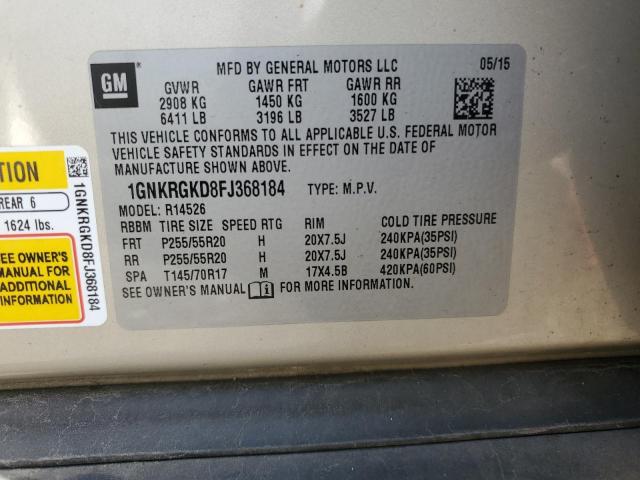 GM
MFD BY GENERAL MOTORS LLC 05/15
GVWR GAWR FRT GAWR RR
2908 KG 1450 KG 1600 KG
6411 LB 3196 LB 3527 LB
THIS VEHICLE CONFORMS TO ALL APPLICABLE U.S. FEDERAL MOTOR
VEHICLE SAFETY STANDARDS IN EFFECT ON THE DATE OF
MANUFACTURE SHOWN ABOVE.
1GNKRGKD8FJ368184 TYPE: M.P.V.
MODEL: R14526
RBBM TIRE SIZE SPEED RTG RIM COLD TIRE PRESSURE
FRT P255/55R20 H 20X7.5J 240KPA(35PSI)
RR P255/55R20 H 20X7.5J 240KPA(35PSI)
SPA T145/70R17 M 17X4.5B 420KPA(60PSI)
SEE OWNER'S MANUAL FOR MORE INFORMATION.
TION
REAR 6
1624 lbs.
SEE OWNER'S
MANUAL FOR
ADDITIONAL
INFORMATION
1GNKRGKD8FJ368184